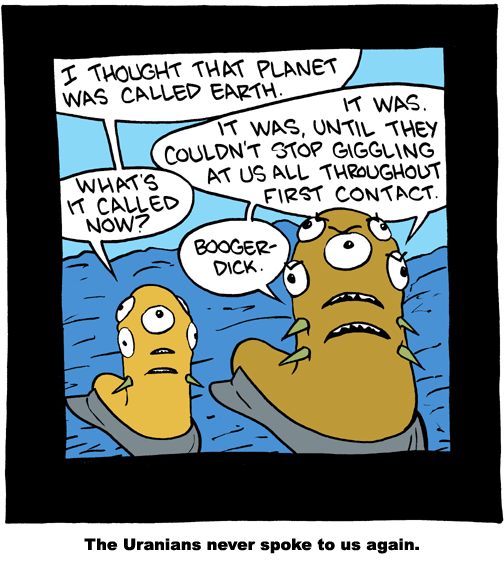 I THOUGHT THAT PLANET
WAS CALLED EARTH.
IT WAS.
IT WAS, UNTIL THEY
COULDN'T STOP GIGGLING
AT US ALL THROUGHOUT
FIRST CONTACT.
WHAT'S
IT CALLED
NOW?
BOOGER-
DICK.
The Uranians never spoke to us again.